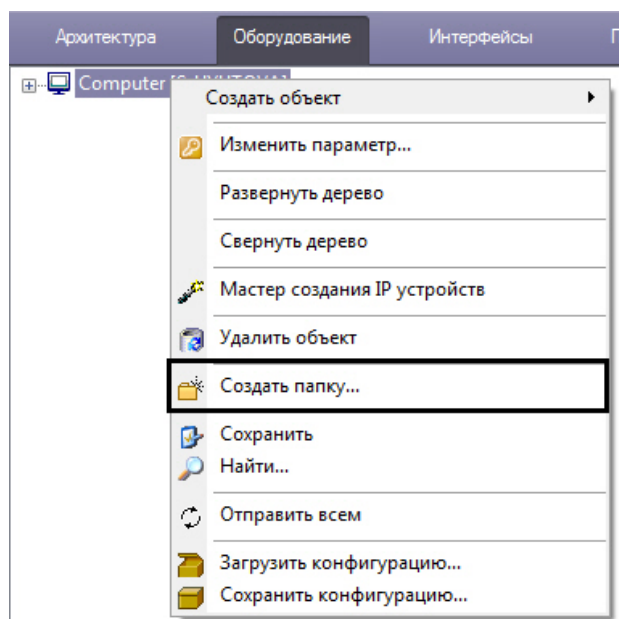 Архитектура Оборудование Интерфейсы
Computer
Создать объект
Изменить параметр...
Развернуть дерево
Свернуть дерево
Мастер создания IP устройств
Удалить объект
Создать папку...
Сохранить
Найти...
Отправить всем
Загрузить конфигурацию...
Сохранить конфигурацию...